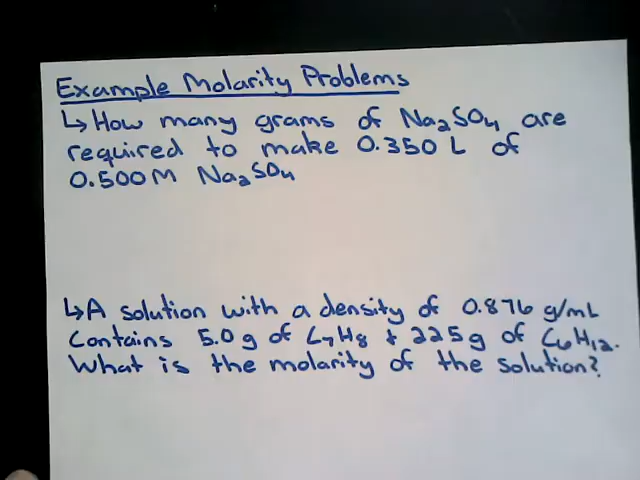 Example Molarity Problems
↳ How many grams of Na₂SO₄ are
required to make 0.350 L of
0.500 M Na₂SO₄
↳ A solution with a density of 0.876 g/mL
Contains 5.0 g of C₇H₈ + 225 g of C₆H₁₂.
What is the molarity of the solution?